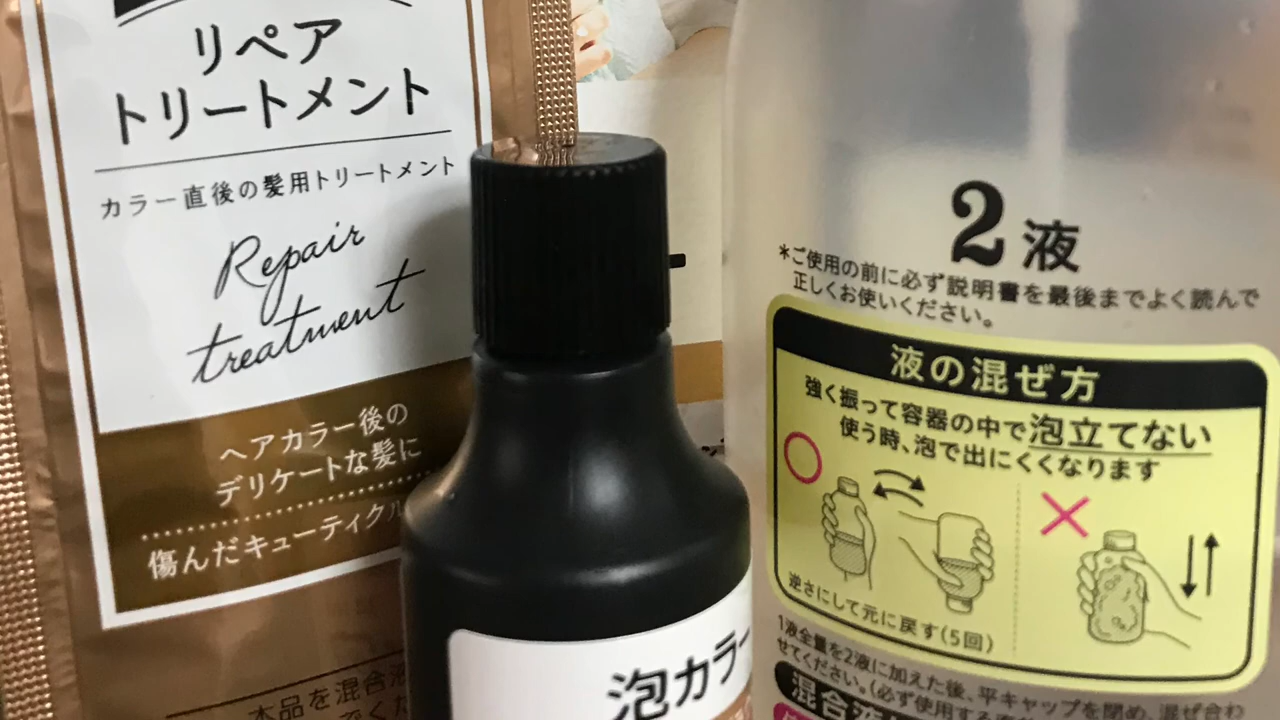 リペア
トリートメント
カラー直後の髪用トリートメント
Repair
treatment
ヘアカラー後の
デリケートな髪に
傷んだキューティクル
本品を混合液
泡カラー
2液
*ご使用の前に必ず説明書を最後までよく読んで
正しくお使いください。
液の混ぜ方
強く振って容器の中で泡立てない
使う時、泡で出にくくなります
逆さにして元に戻す(5回)
1液全量を2液に加えた後、平キャップを閉め、混ぜ合わ
せてください。(必ず使用する
混合液